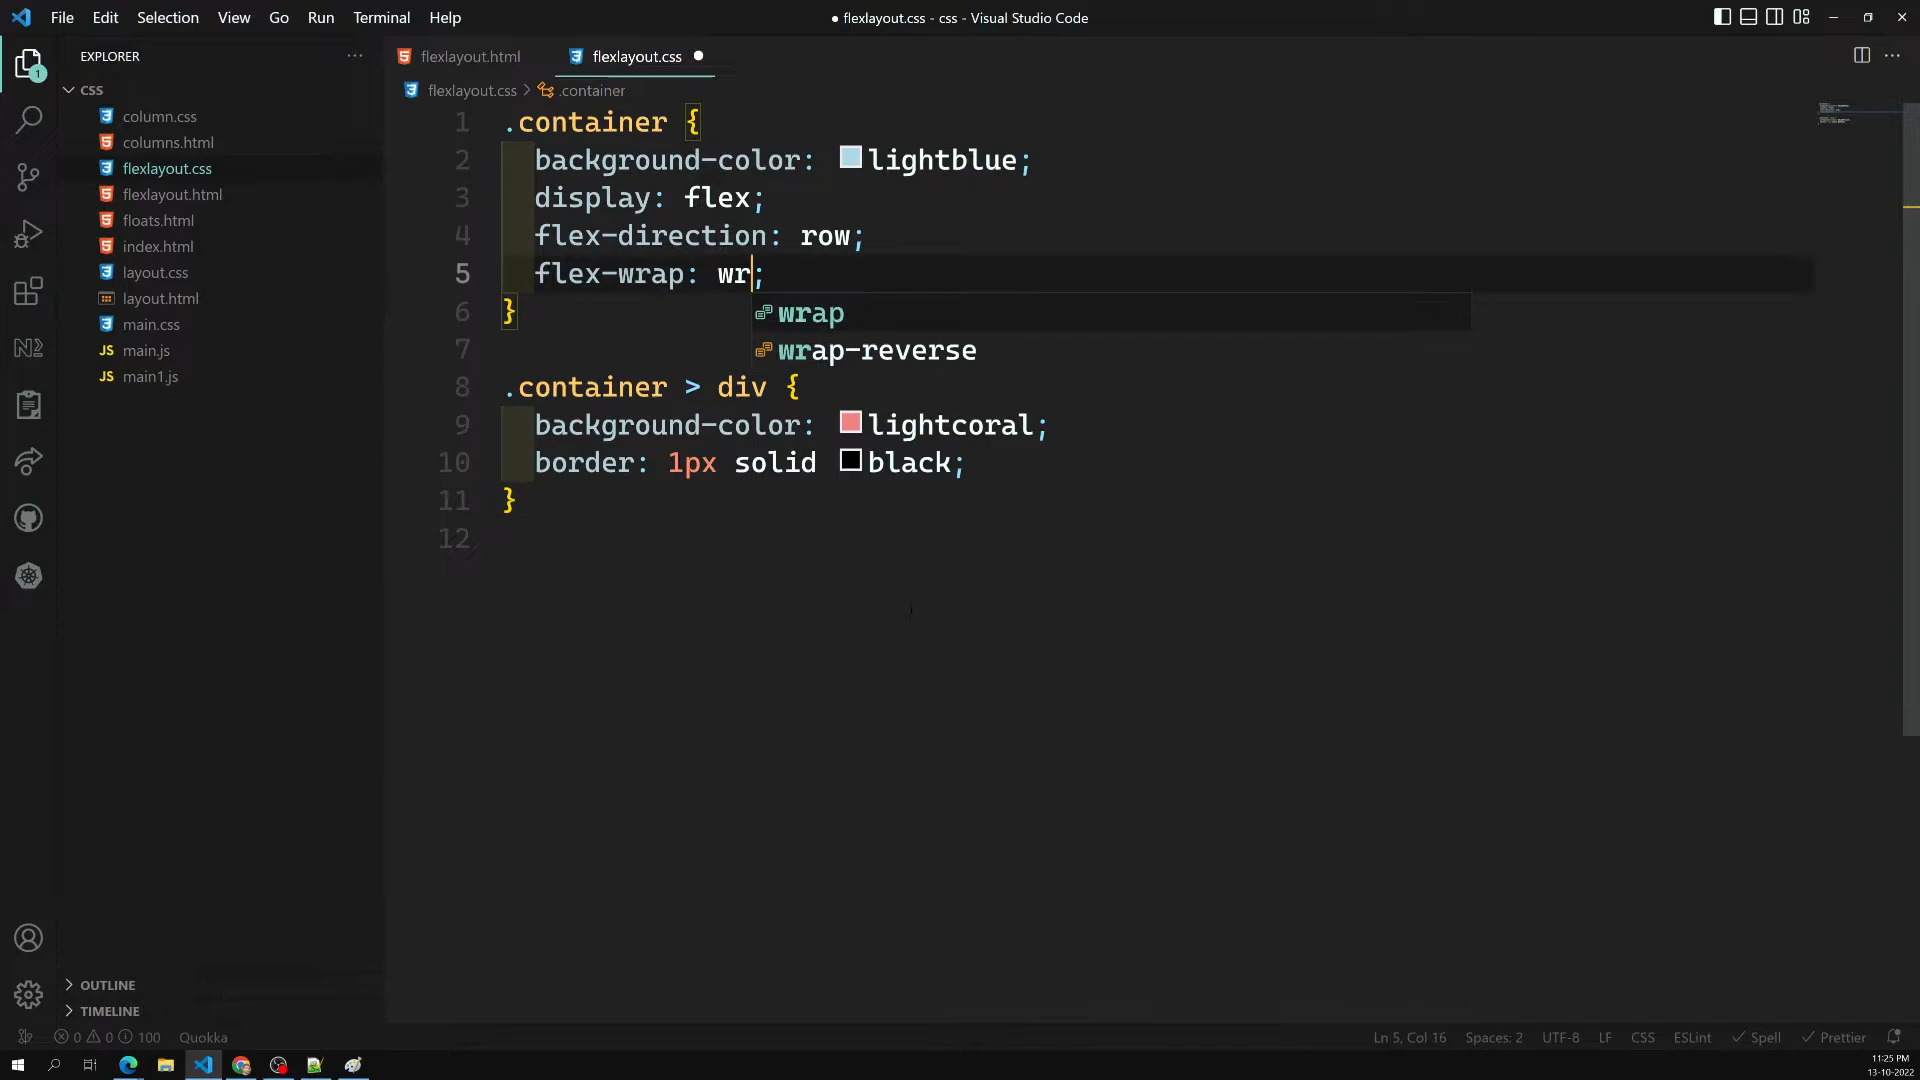 File Edit Selection View Go Run Terminal Help
● flexlayout.css - css - Visual Studio Code
EXPLORER
1
CSS
column.css
columns.html
flexlayout.css
flexlayout.html
floats.html
index.html
layout.css
layout.html
main.css
JS main.js
JS main1.js
OUTLINE
TIMELINE
flexlayout.html
flexlayout.css
flexlayout.css > .container
1 .container {
2 background-color: lightblue;
3 display: flex;
4 flex-direction: row;
5 flex-wrap: wr;
6 }
wrap
7
wrap-reverse
8 .container > div {
9 background-color: lightcoral;
10 border: 1px solid black;
11 }
12
0 0 100 Quokka
Ln 5, Col 16 Spaces: 2 UTF-8 LF CSS ESLint Spell Prettier
11:25 PM
13-10-2022